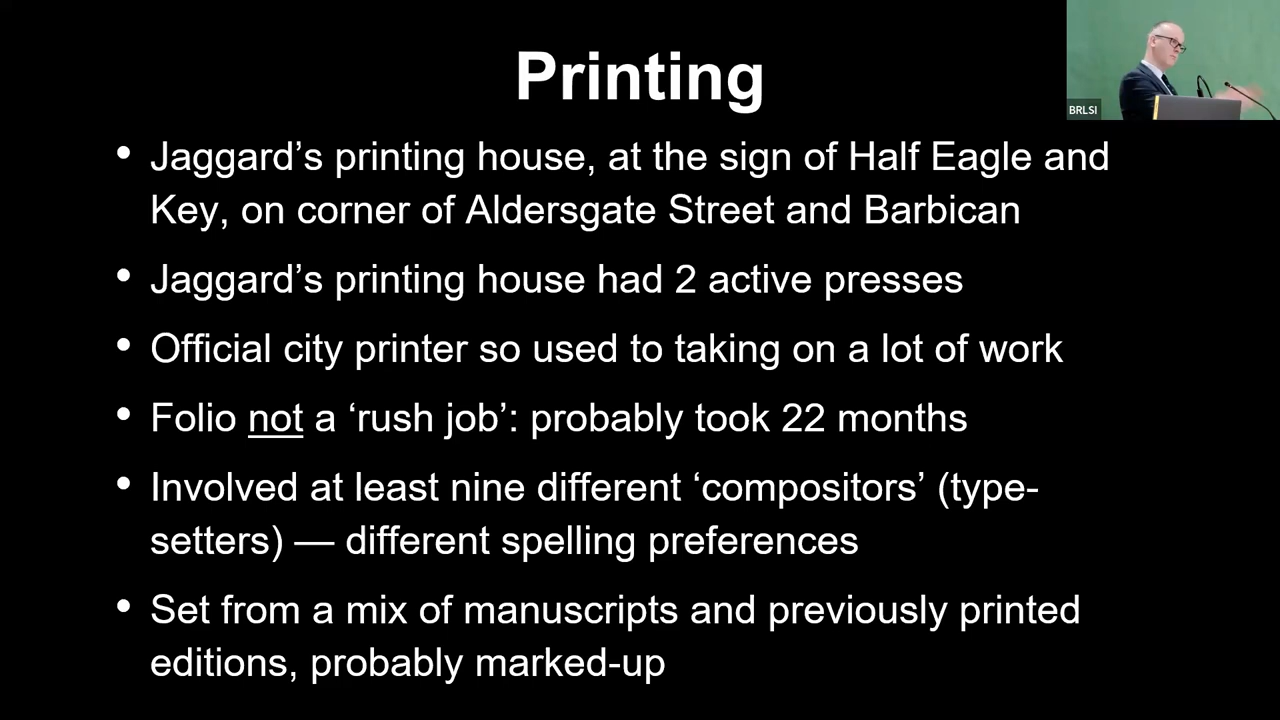 Printing
BRLSI
• Jaggard’s printing house, at the sign of Half Eagle and
Key, on corner of Aldersgate Street and Barbican
• Jaggard’s printing house had 2 active presses
• Official city printer so used to taking on a lot of work
• Folio not a ‘rush job’: probably took 22 months
• Involved at least nine different ‘compositors’ (type-
setters) — different spelling preferences
• Set from a mix of manuscripts and previously printed
editions, probably marked-up